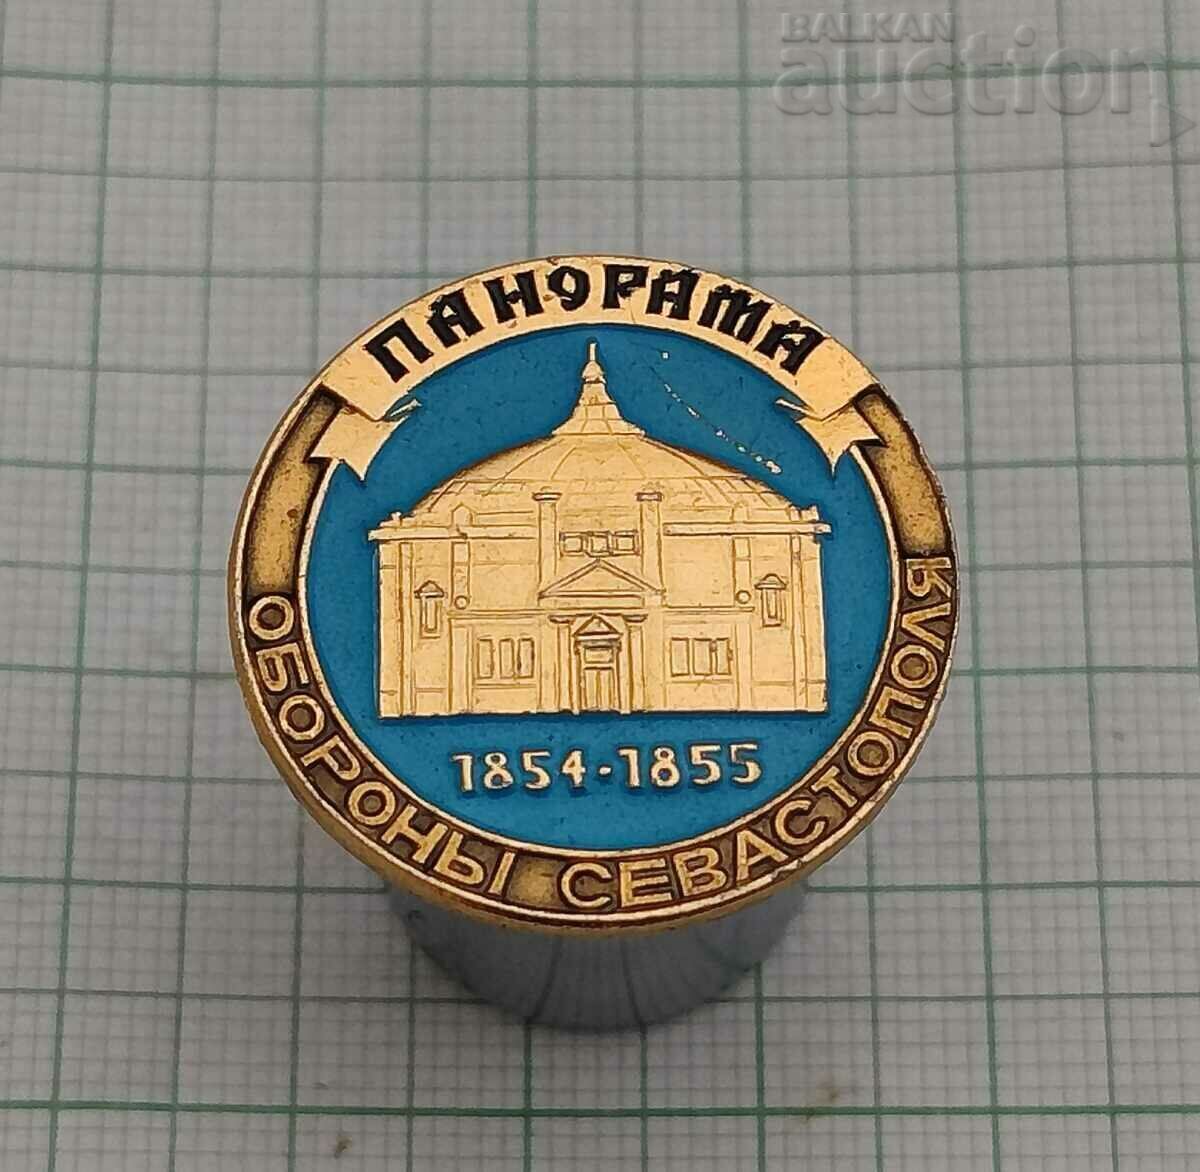 BALKAN
auction
ПАНОРАМА
1854·1855
ОБОРОНЫ СЕВАСТОПОЛЯ